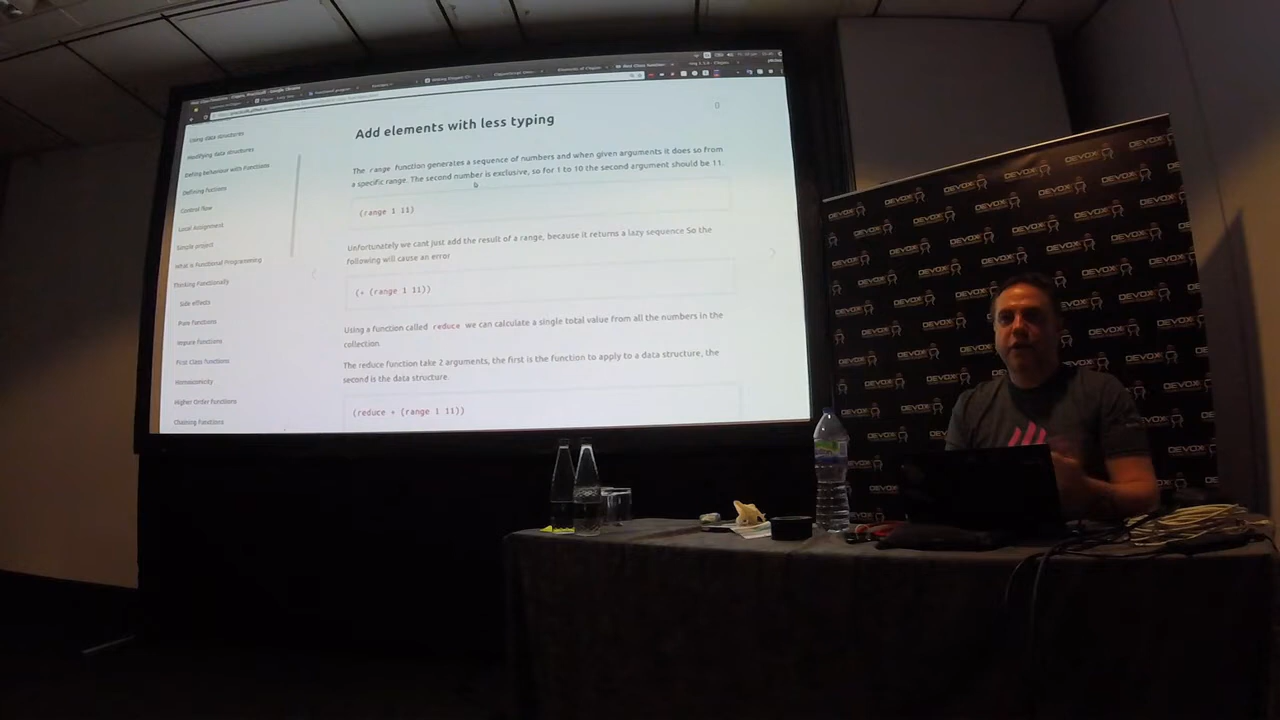 Add elements with less typing
0
The range function generates a sequence of numbers and when given arguments it does so from
a specific range. The second number is exclusive, so for 1 to 10 the second argument should be 11.
(range 1 11)
Unfortunately we cant just add the result of a range, because it returns a lazy sequence So the
following will cause an error
(+ (range 1 11))
Using a function called reduce we can calculate a single total value from all the numbers in the
collection.
The reduce function take 2 arguments, the first is the function to apply to a data structure, the
second is the data structure.
(reduce + (range 1 11))
Using data structures
Modifying data structures
Defing behaviour with Functions
Defining funtions
Control flow
Local Assignment
Simple project
What is Functional Programming
Thinking Functionally
Side effects
Pure functions
Impure functions
First Class functions
Homoiconicity
Higher Order functions
Chaining Functions
DEVOXX